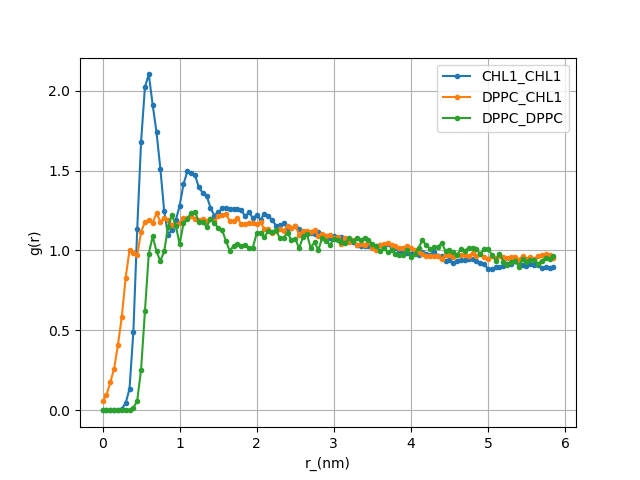 CHL1_CHL1
DPPC_CHL1
DPPC_DPPC
2.0
1.5
1.0
0.5
0.0
g(r)
0 1 2 3 4 5 6
r_(nm)